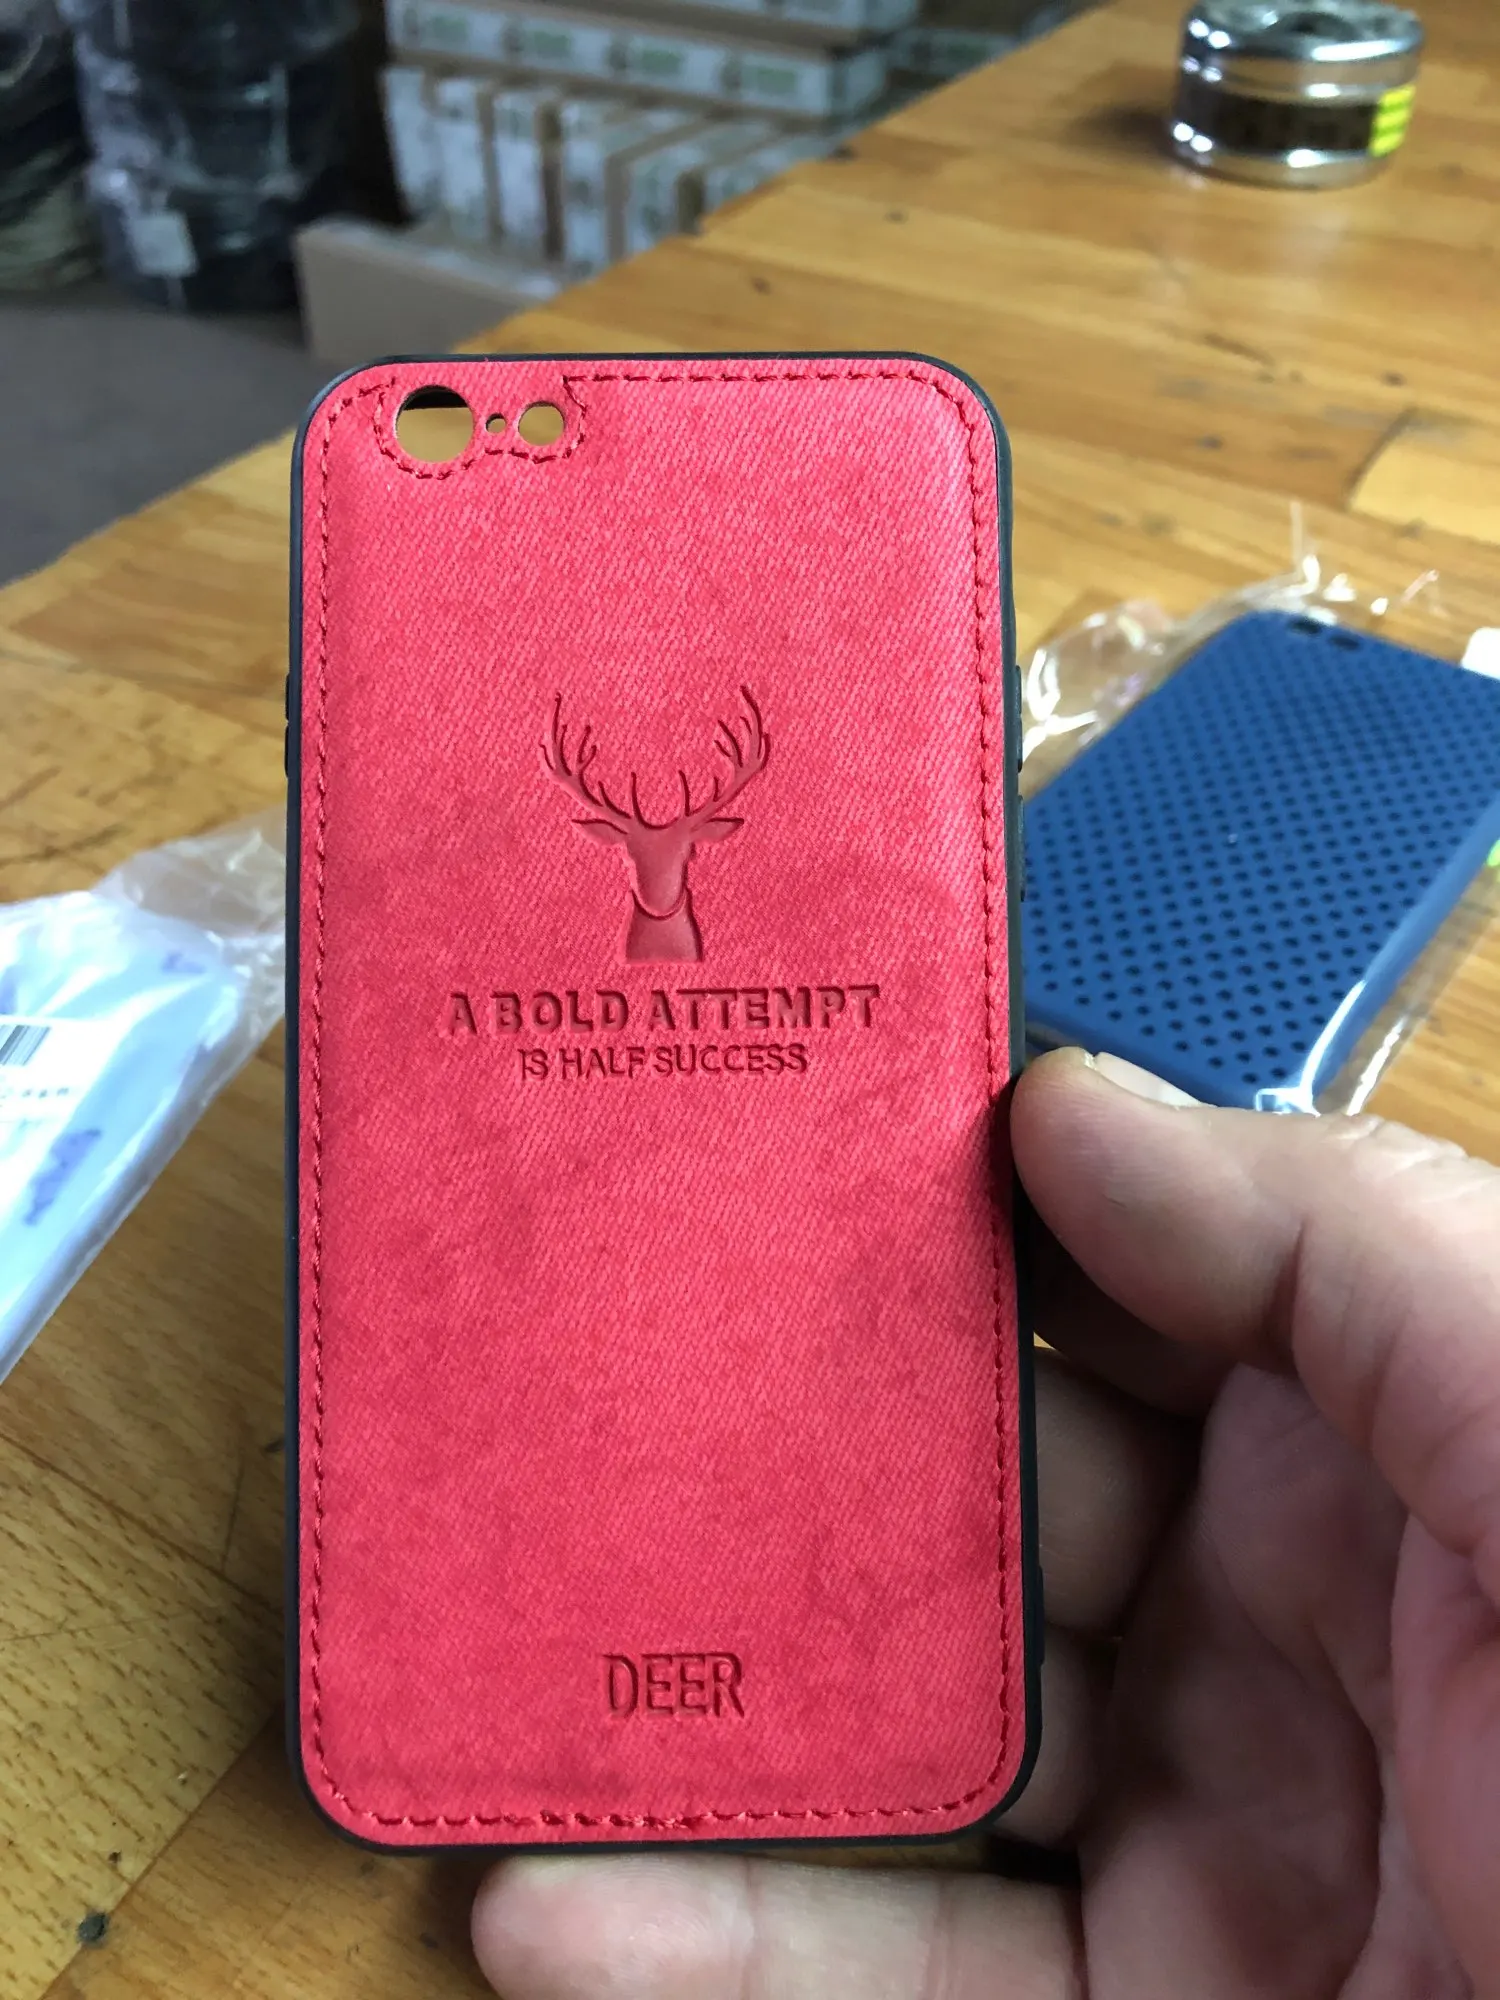 A BOLD ATTEMPT
IS HALF SUCCESS
DEER